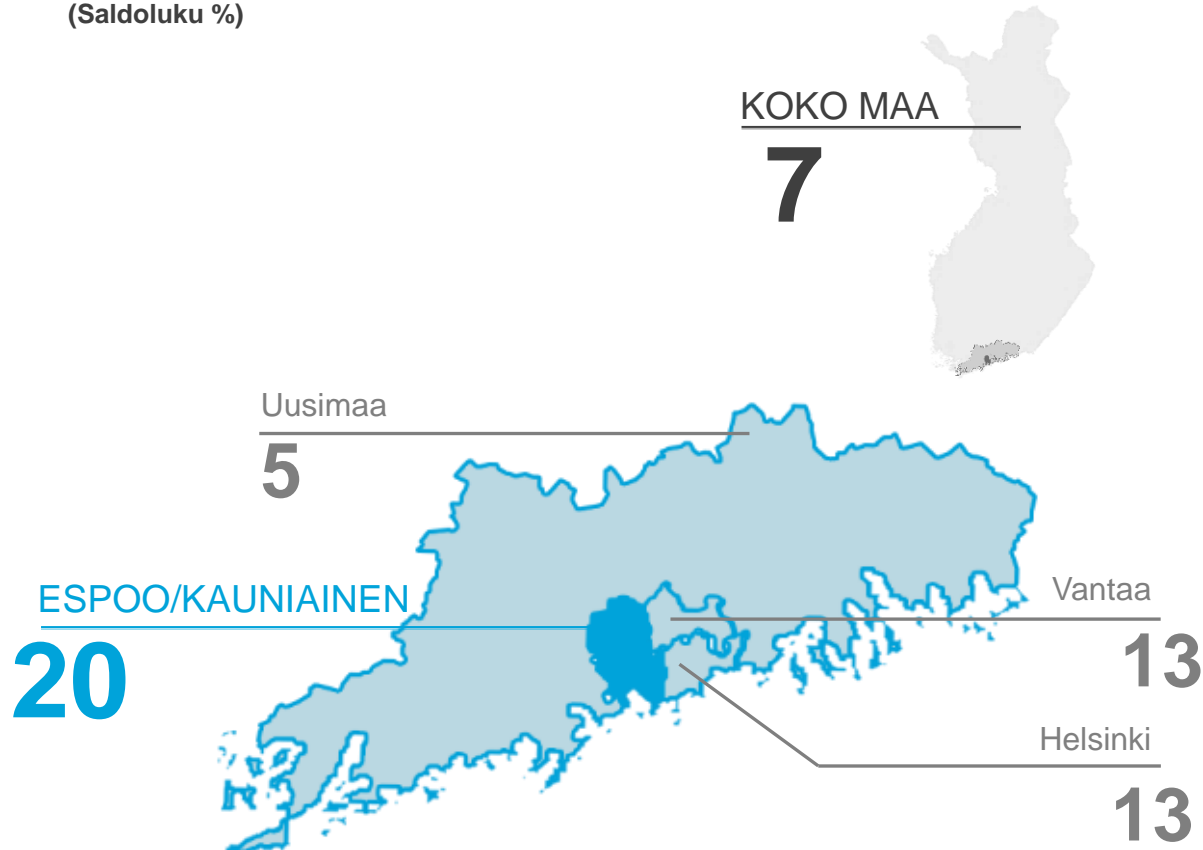 (Saldoluku %)
KOKO MAA
7
Uusimaa
5
ESPOO/KAUNIAINEN
20
Vantaa
13
Helsinki
13